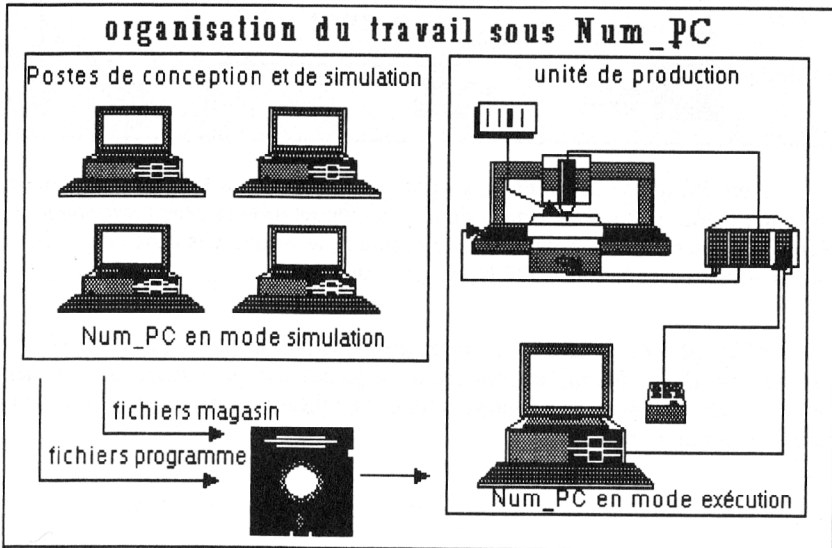 organisation du travail sous Num_PC
Postes de conception et de simulation
Num_PC en mode simulation
fichiers magasin
fichiers programme
unité de production
Num_PC en mode exécution